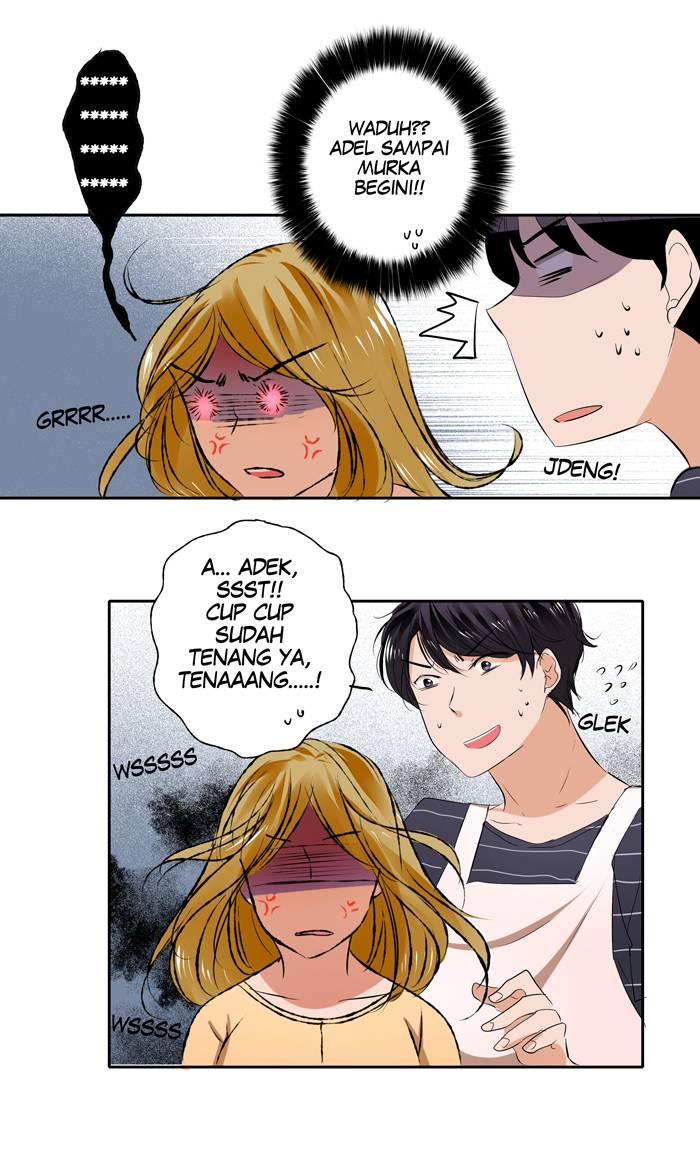 *****
*****
*****
*****
WADUH??
ADEL SAMPAI
MURKA
BEGINI!!
GRRRR.....
JDENG!
A... ADEK,
SSST!!
CUP CUP
SUDAH
TENANG YA,
TENAAANG.....!
GLEK
WSSSSS
WSSSS